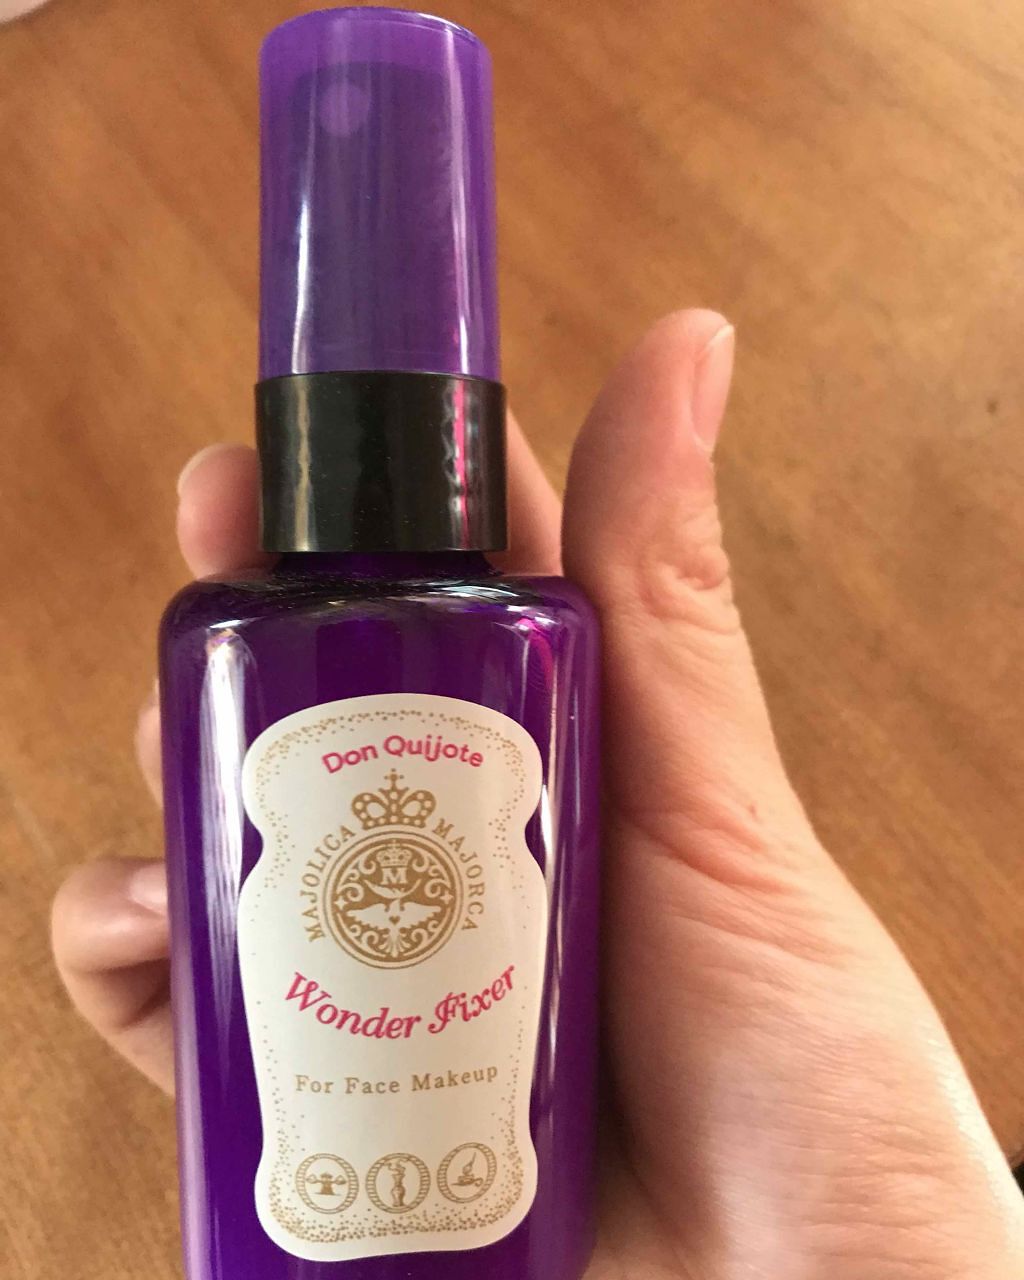 Don Quijote
MAJOLICA MAJORCA
M
Wonder Fixer
For Face Makeup